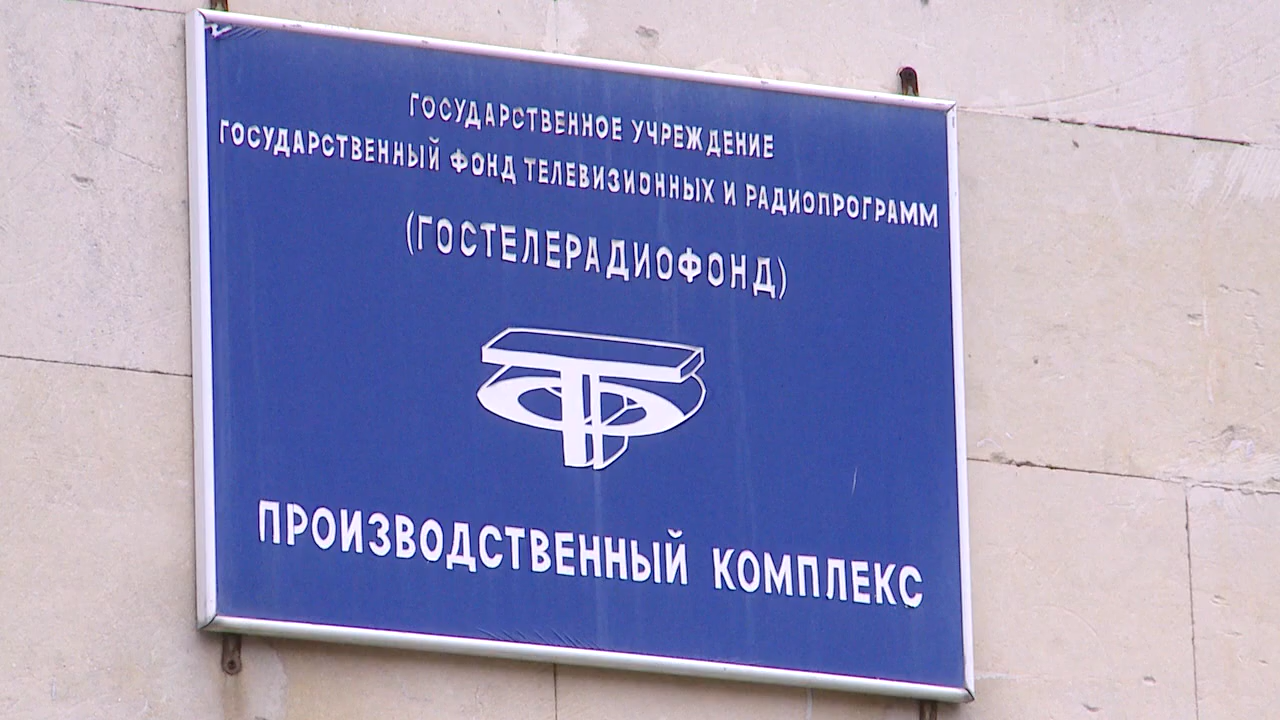 ГОСУДАРСТВЕННОЕ УЧРЕЖДЕНИЕ
ГОСУДАРСТВЕННЫЙ ФОНД ТЕЛЕВИЗИОННЫХ И РАДИОПРОГРАММ
(ГОСТЕЛЕРАДИОФОНД)
ПРОИЗВОДСТВЕННЫЙ КОМПЛЕКС